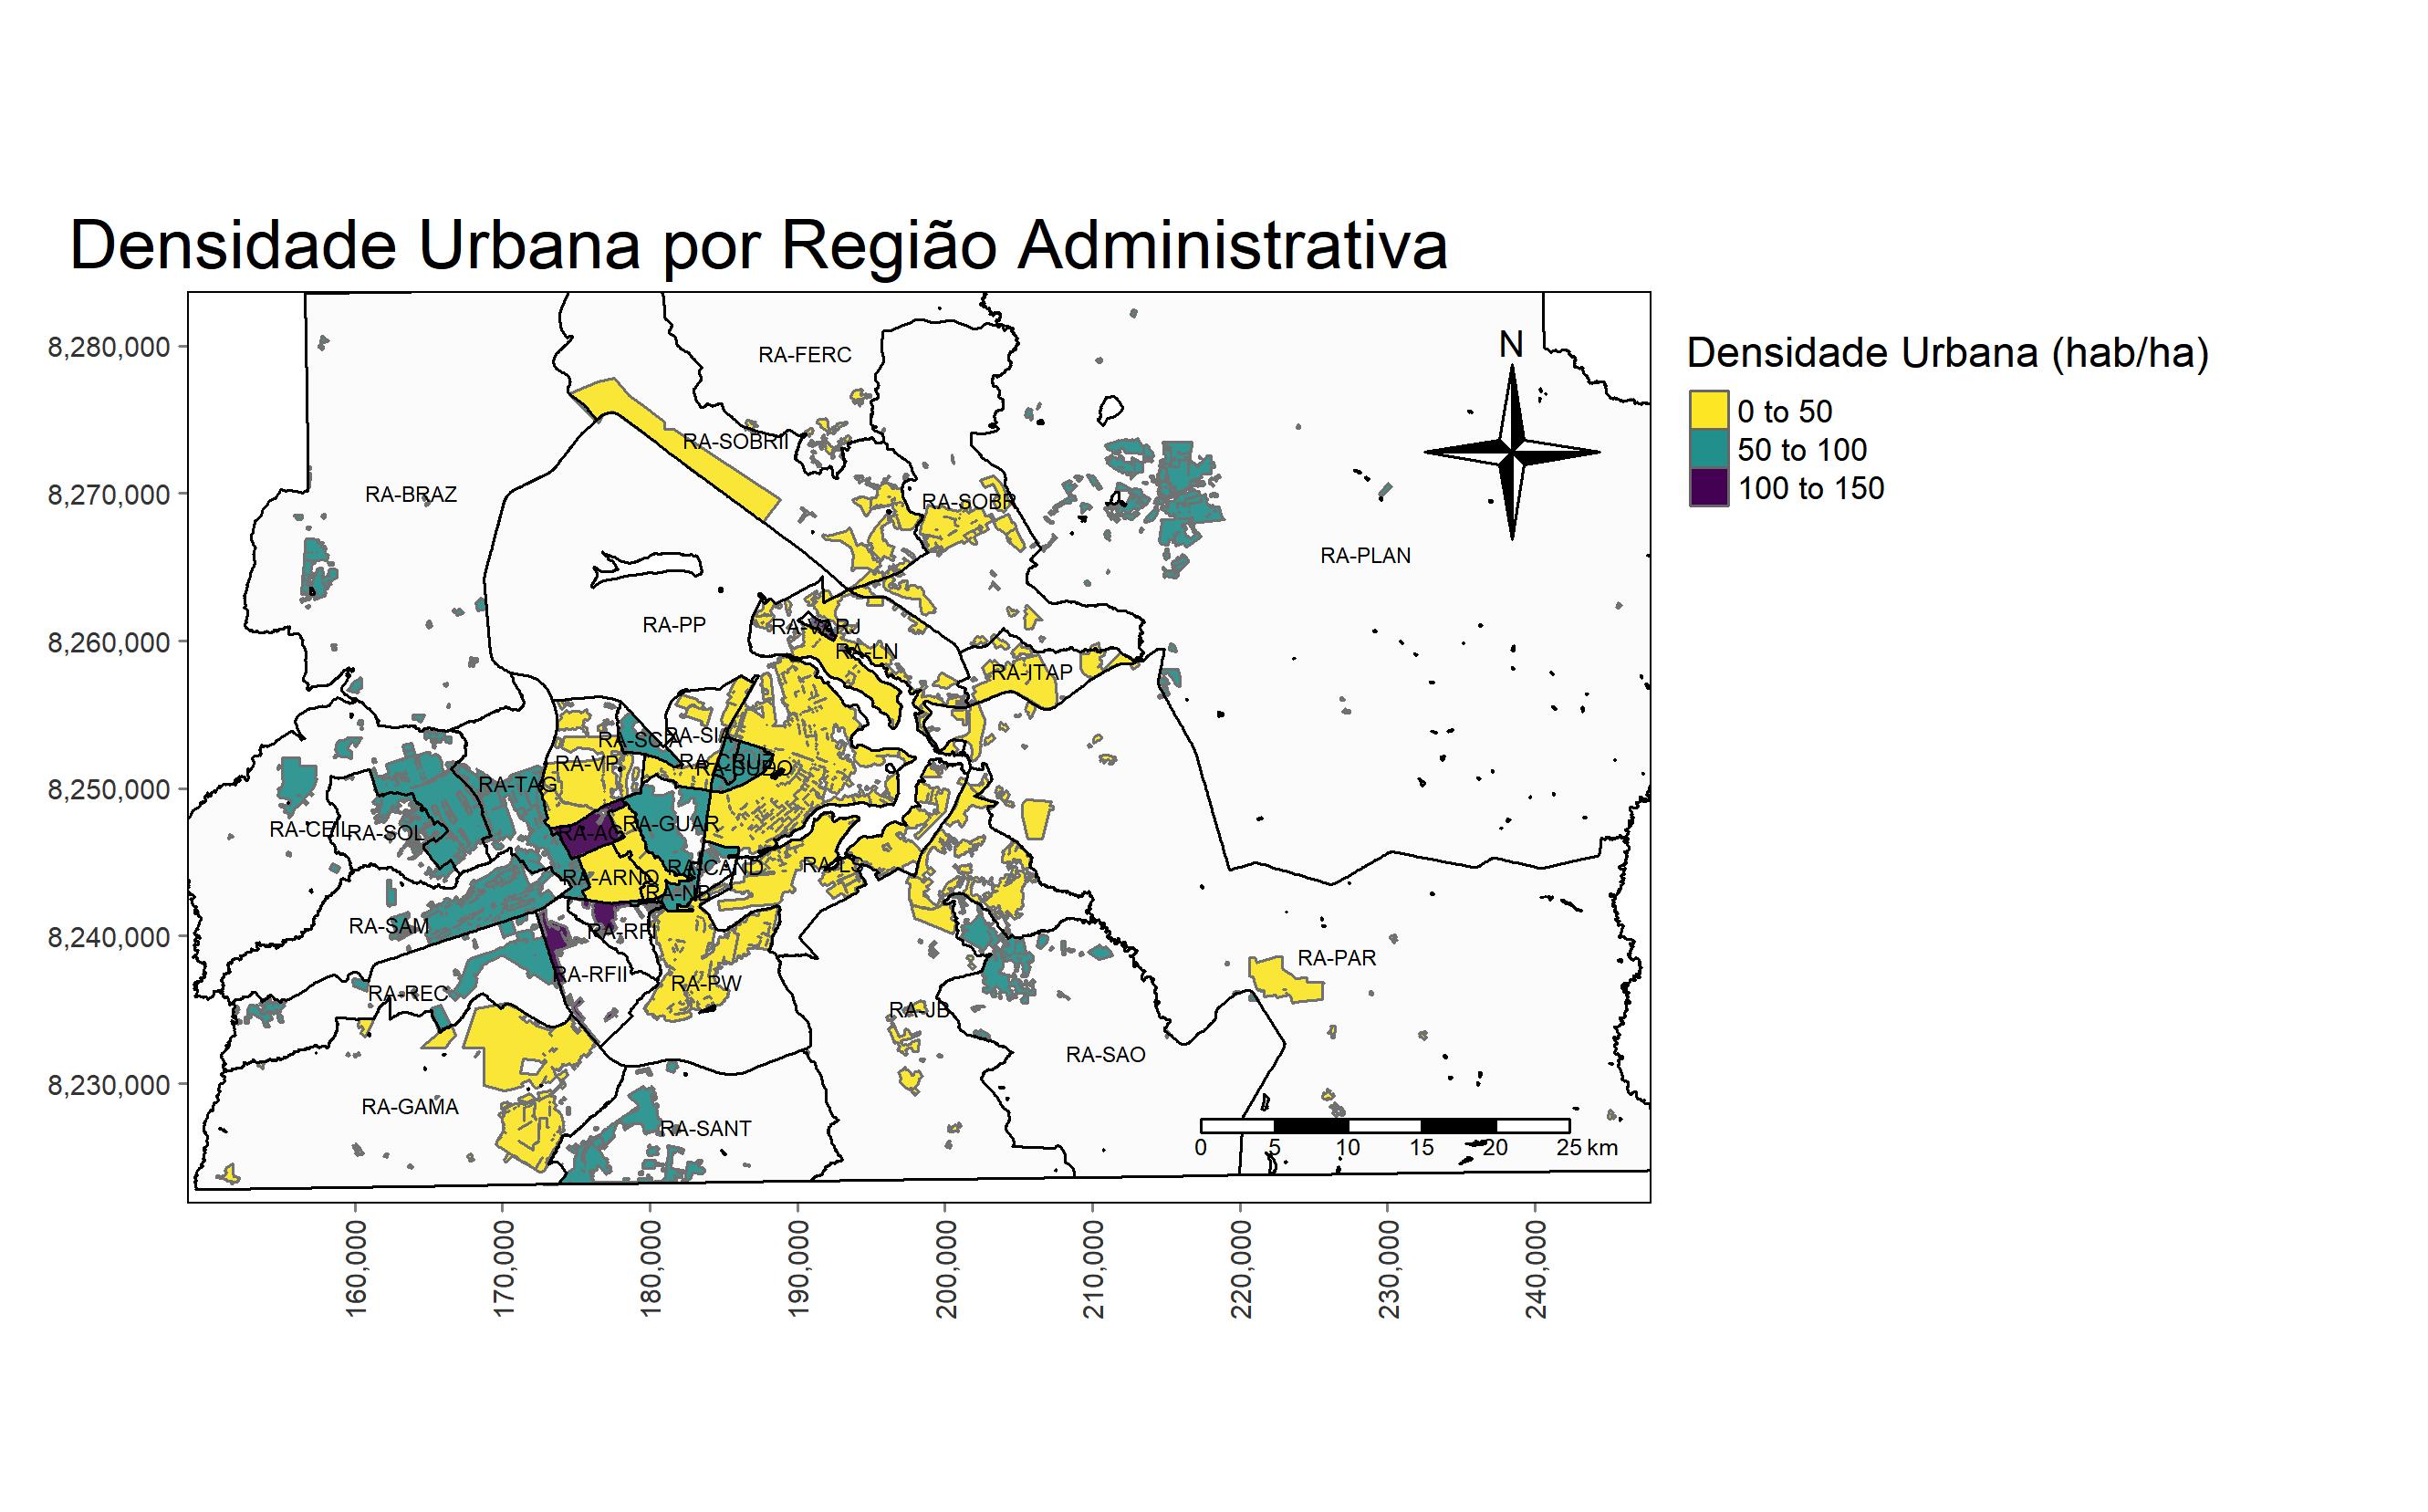 Densidade Urbana por Região Administrativa
8,280,000
8,270,000
8,260,000
8,250,000
8,240,000
8,230,000
RA-FERC
N
RA-SOBRII
RA-BRAZ
RA-SOBR
RA-PLAN
RA-PP
RA-VARJ
RA-LN
RA-ITAP
RA-SIA
RA-VP
RA-SUDO
RA-TAG
RA-CEIL
RA-SOL
RA-GUAR
RA-CAND
RA-LS
RA-ARNO
RA-NB
RA-SAM
RA-RFI
RA-PAR
RA-RFII
RA-PW
RA-REC
RA-JB
RA-SAO
RA-GAMA
RA-SANT
0 5 10 15 20 25 km
160,000
170,000
180,000
190,000
200,000
210,000
220,000
230,000
240,000
Densidade Urbana (hab/ha)
0 to 50
50 to 100
100 to 150